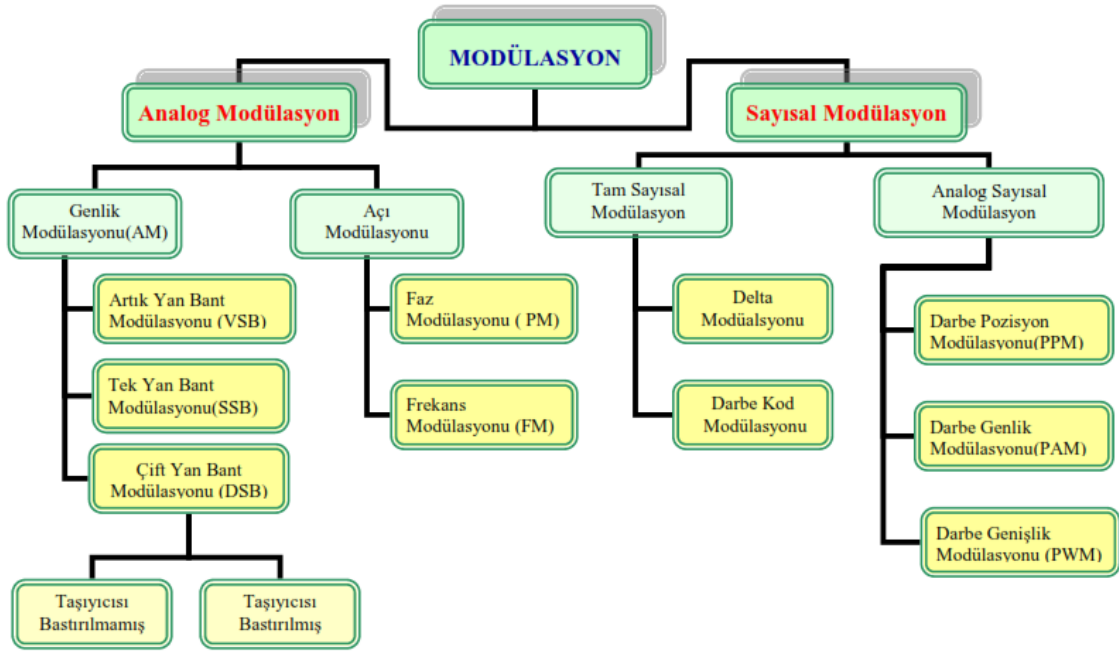 MODÜLASYON
Analog Modülasyon
Sayısal Modülasyon
Genlik
Modülasyonu(AM)
Açı
Modülasyonu
Tam Sayısal
Modülasyon
Analog Sayısal
Modülasyon
Artık Yan Bant
Modülasyonu (VSB)
Faz
Modülasyonu ( PM)
Delta
Modüalsyonu
Darbe Pozisyon
Modülasyonu(PPM)
Tek Yan Bant
Modülasyonu(SSB)
Frekans
Modülasyonu (FM)
Darbe Kod
Modülasyonu
Darbe Genlik
Modülasyonu(PAM)
Çift Yan Bant
Modülasyonu (DSB)
Darbe Genişlik
Modülasyonu (PWM)
Taşıyıcısı
Bastırılmamış
Taşıyıcısı
Bastırılmış